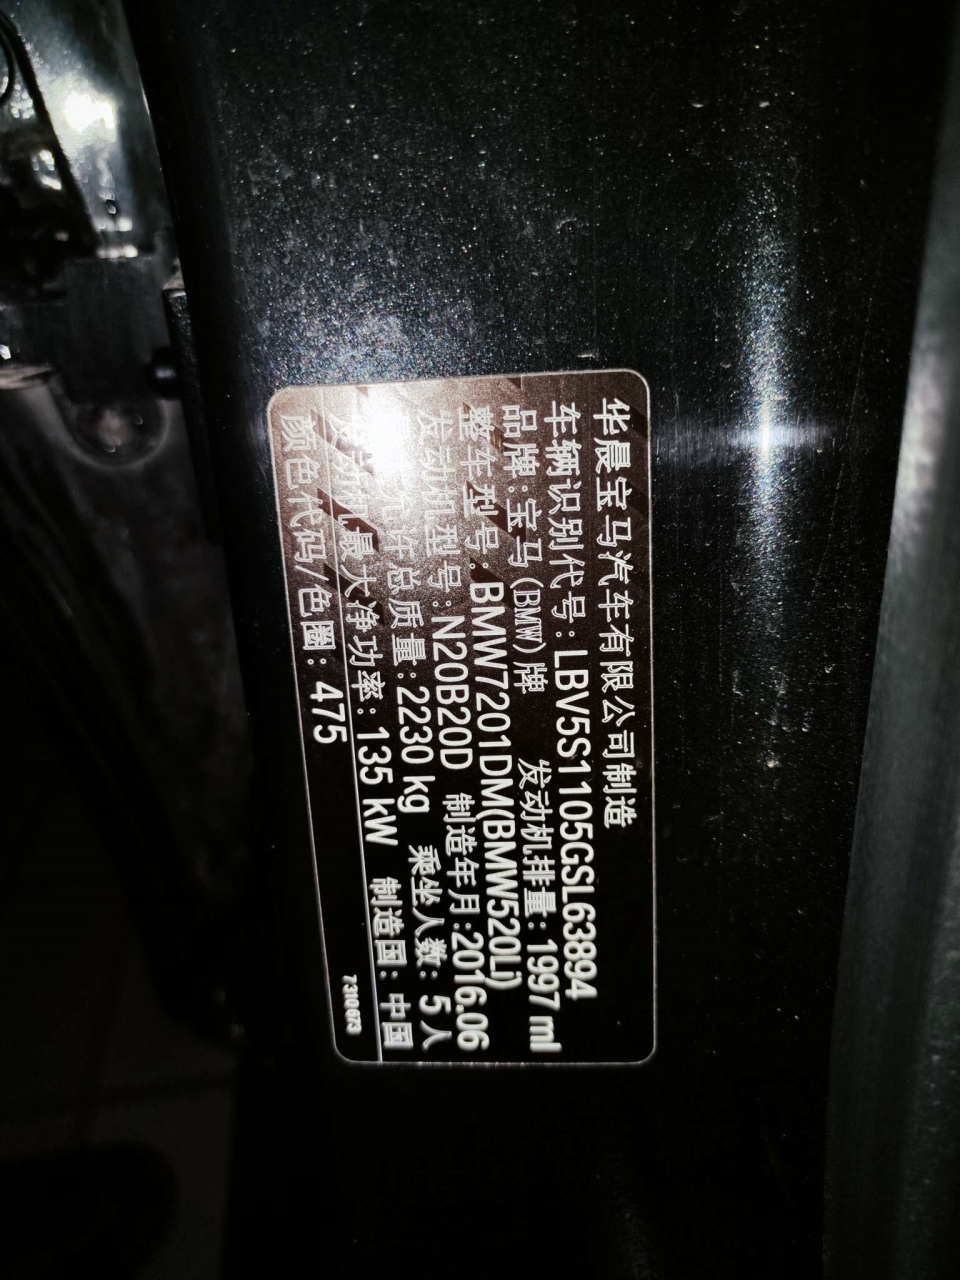 华晨宝马汽车有限公司制造
车辆识别代号:LBV5S1105GSL63894
品牌:宝马(BMW)牌 发动机排量:1997 ml
整车型号:BMW7201DM(BMW520Li)
发动机型号:N20B20D 制造年月:2016.06
允许总质量:2230 kg 乘坐人数: 5人
发动机最大净功率: 135 kW 制造国: 中国
颜色代码/色圈: 475
7 310 673